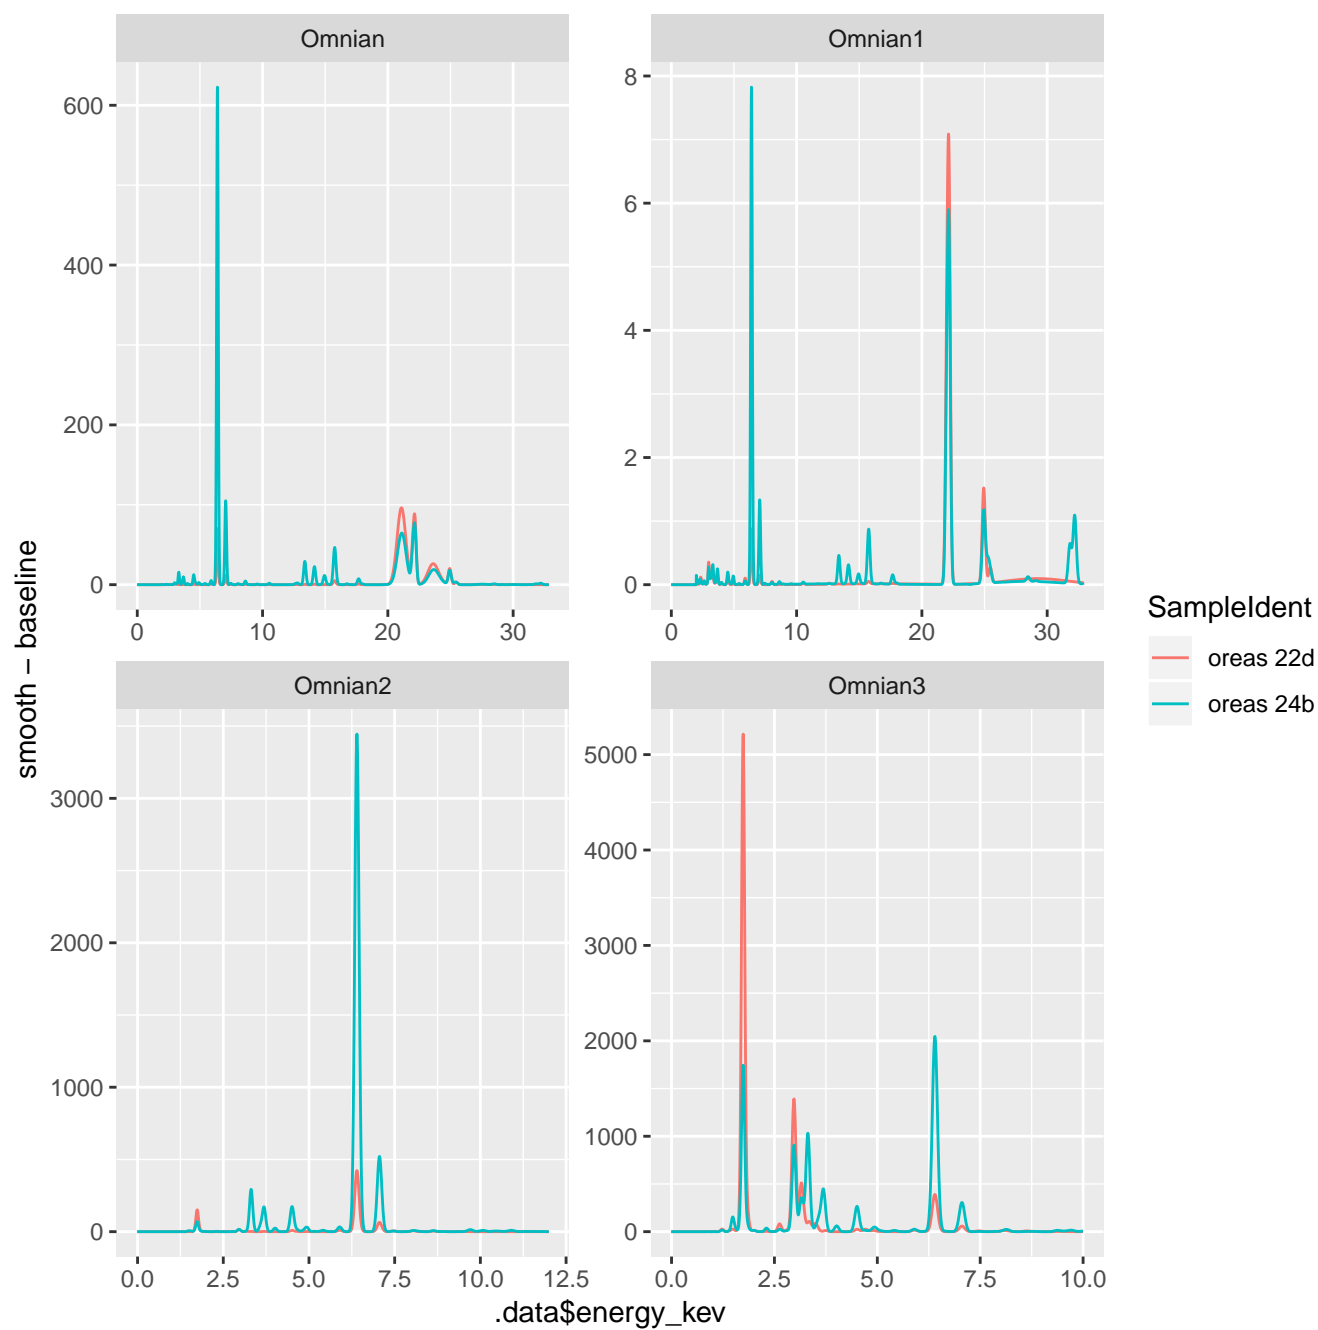 Omnian
Omnian1
600
400
200
0
8
6
4
2
0
0 10 20 30
0 10 20 30
Omnian2
Omnian3
3000
2000
1000
0
5000
4000
3000
2000
1000
0
0.0 2.5 5.0 7.5 10.0 12.5
0.0 2.5 5.0 7.5 10.0
smooth − baseline
.data$energy_kev
SampleIdent
oreas 22d
oreas 24b